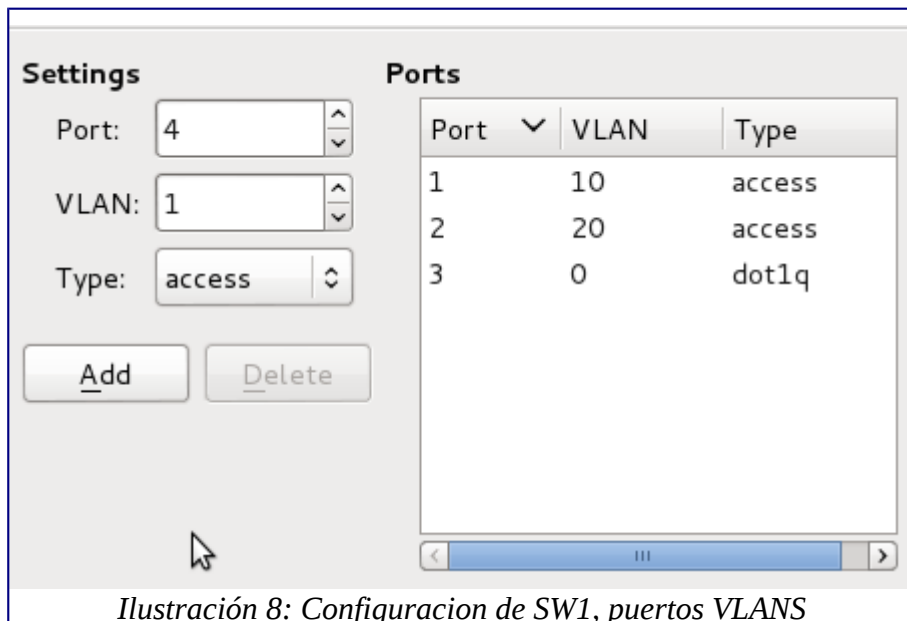 Settings
Port: 4
VLAN: 1
Type: access
Add Delete
Ports
Port VLAN Type
1 10 access
2 20 access
3 0 dot1q
Ilustración 8: Configuracion de SW1, puertos VLANS